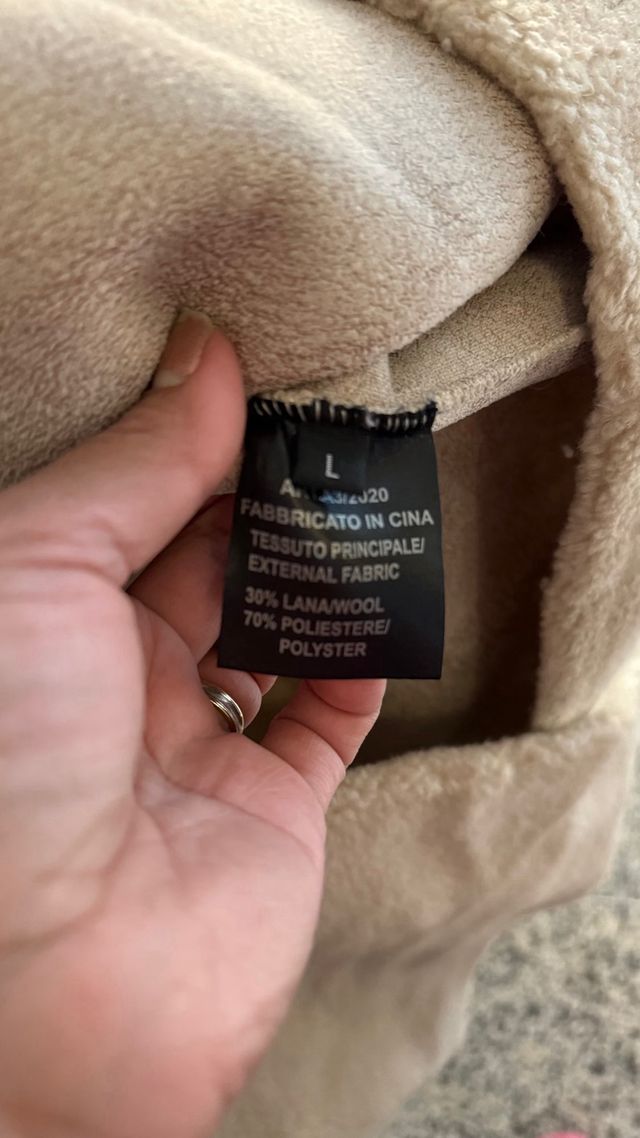 L
FABBRICATO IN CINA
TESSUTO PRINCIPALE/
EXTERNAL FABRIC
30% LANA/WOOL
70% POLIESTERE/
POLYSTER